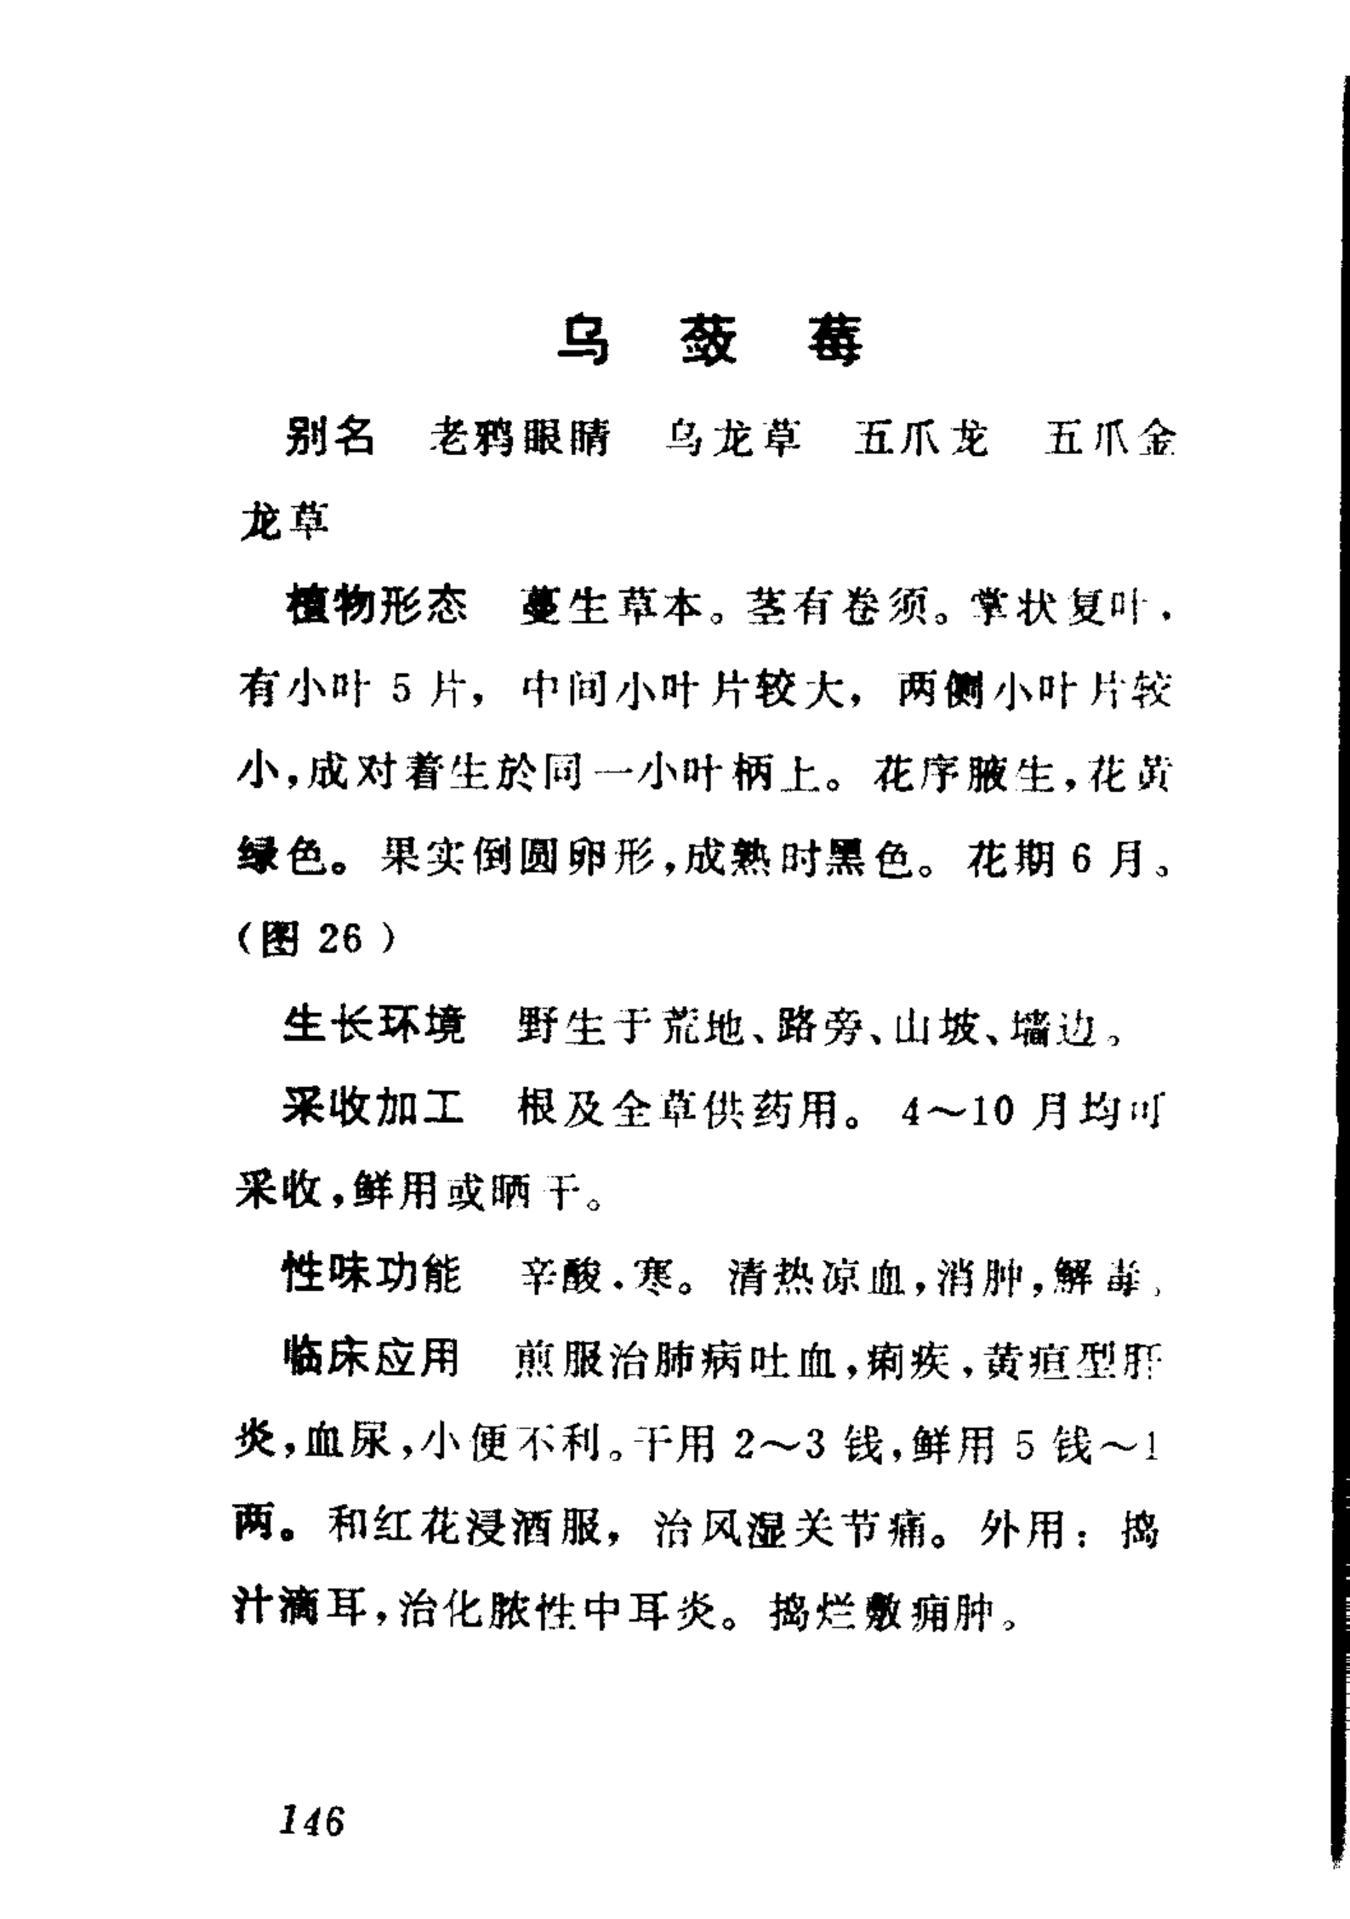 乌蔹莓
别名 老鸦眼睛 乌龙草 五爪龙 五爪金
龙草
植物形态 蔓生草本。茎有卷须。掌状复叶,
有小叶5片,中间小叶片较大,两侧小叶片较
小,成对着生於同一小叶柄上。花序腋生,花黄
绿色。果实倒圆卵形,成熟时黑色。花期6月。
(图26)
生长环境 野生于荒地、路旁、山坡、墙边。
采收加工 根及全草供药用。4~10月均可
采收,鲜用或晒干。
性味功能 辛酸.寒。清热凉血,消肿,解毒。
临床应用 煎服治肺病吐血,痢疾,黄疸型肝
炎,血尿,小便不利。干用2~3钱,鲜用5钱~1
两。和红花浸酒服,治风湿关节痛。外用:捣
汁滴耳,治化脓性中耳炎。捣烂敷痈肿。
146